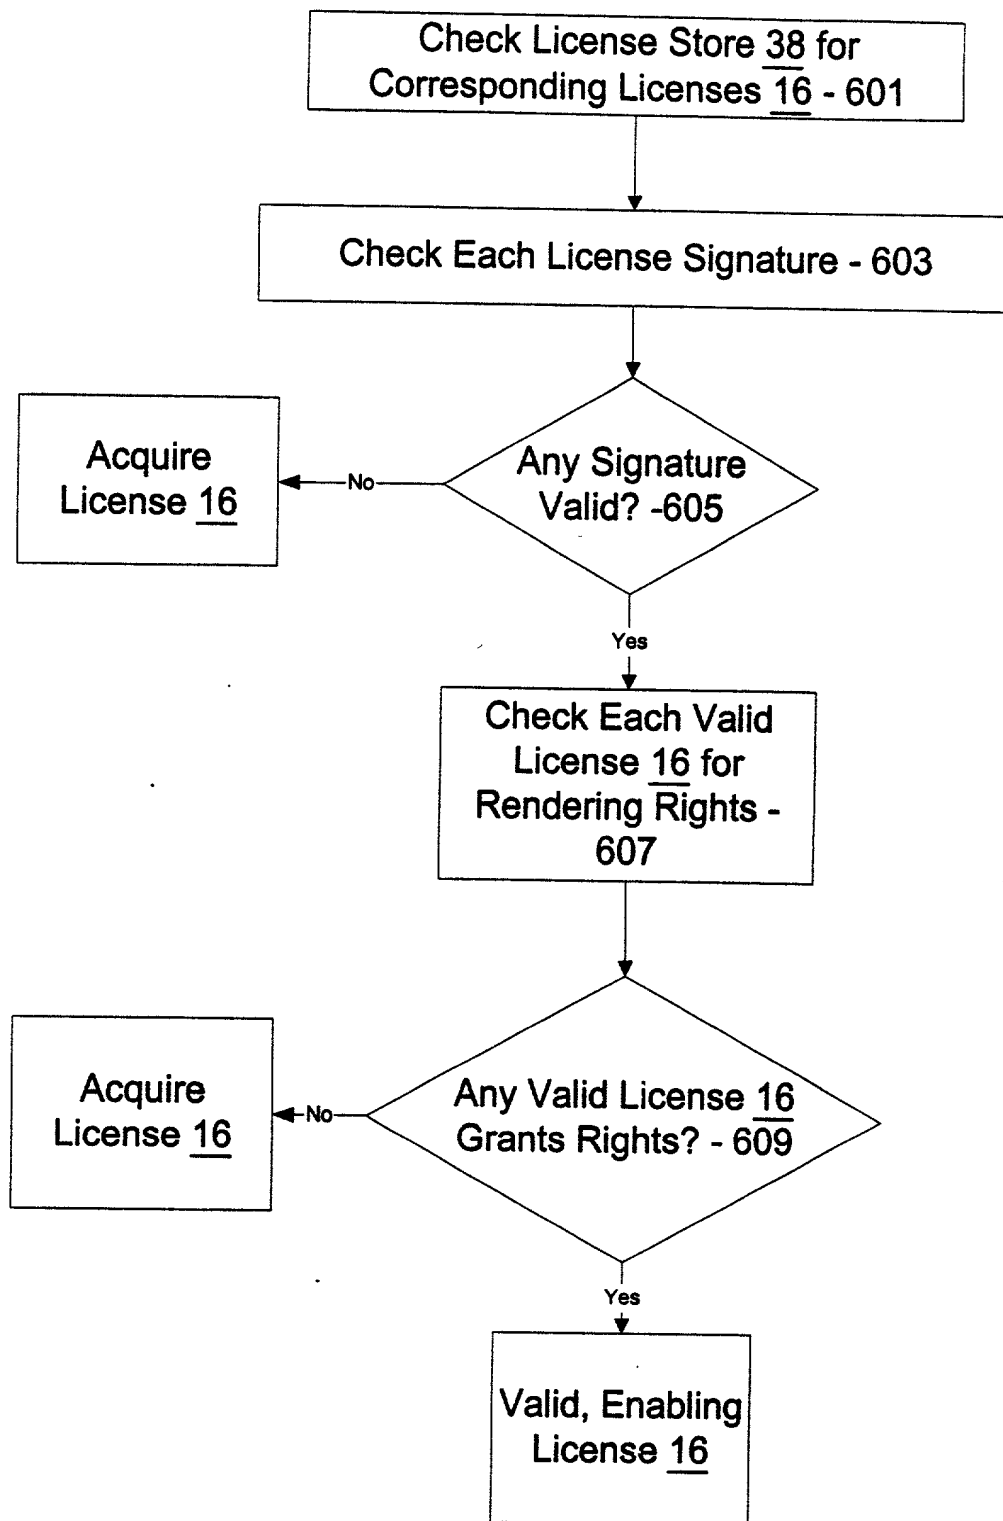 Check License Store 38 for
Corresponding Licenses 16 - 601
Check Each License Signature - 603
Any Signature
Valid? -605
No
Acquire
License 16
Yes
Check Each Valid
License 16 for
Rendering Rights -
607
Any Valid License 16
Grants Rights? - 609
No
Acquire
License 16
Yes
Valid, Enabling
License 16